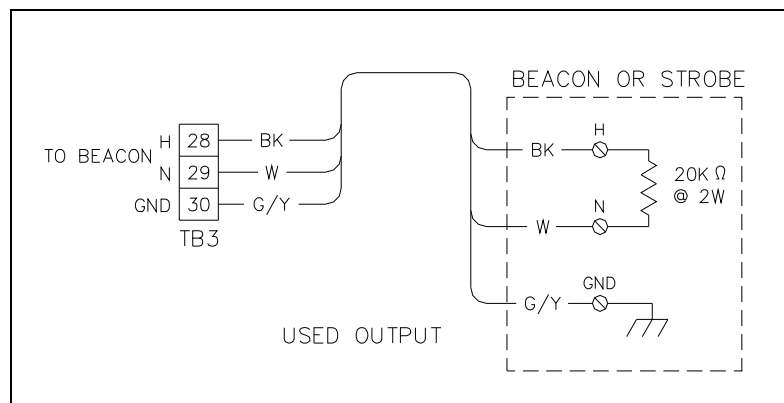 BEACON OR STROBE
TO BEACON
H 28 BK
N 29 W
GND 30 G/Y
TB3
BK H
W N
G/Y GND
20K Ω
@ 2W
USED OUTPUT